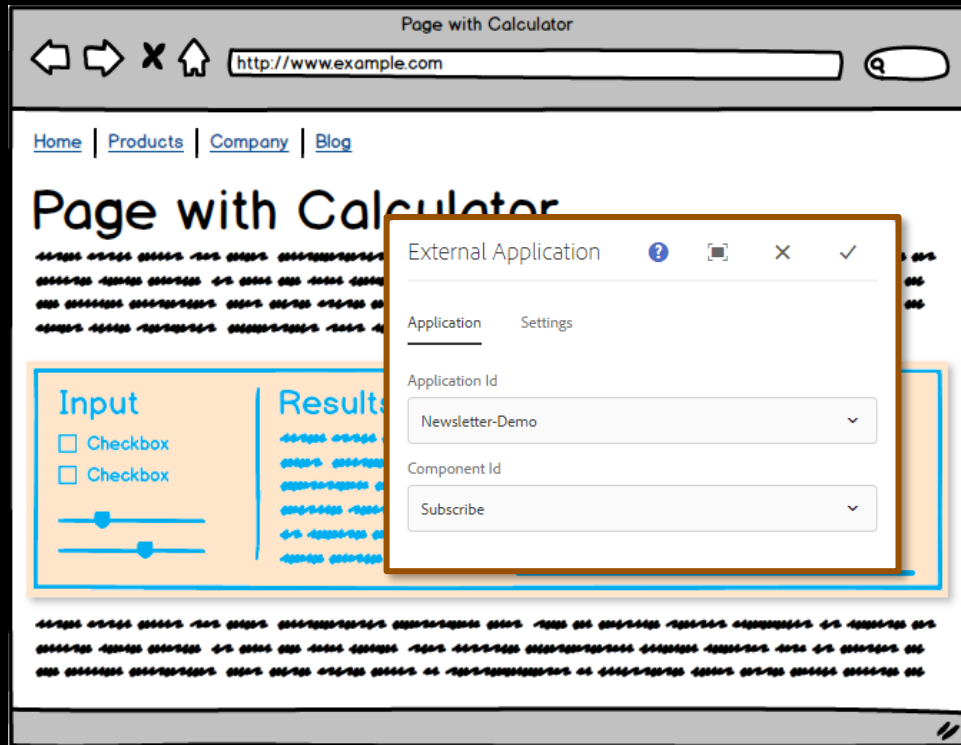 Page with Calculator
http://www.example.com
Home Products Company Blog
Page with Calculator
External Application ?
Application Settings
Application Id
Newsletter-Demo
Component Id
Subscribe
Input
Checkbox
Checkbox
Results